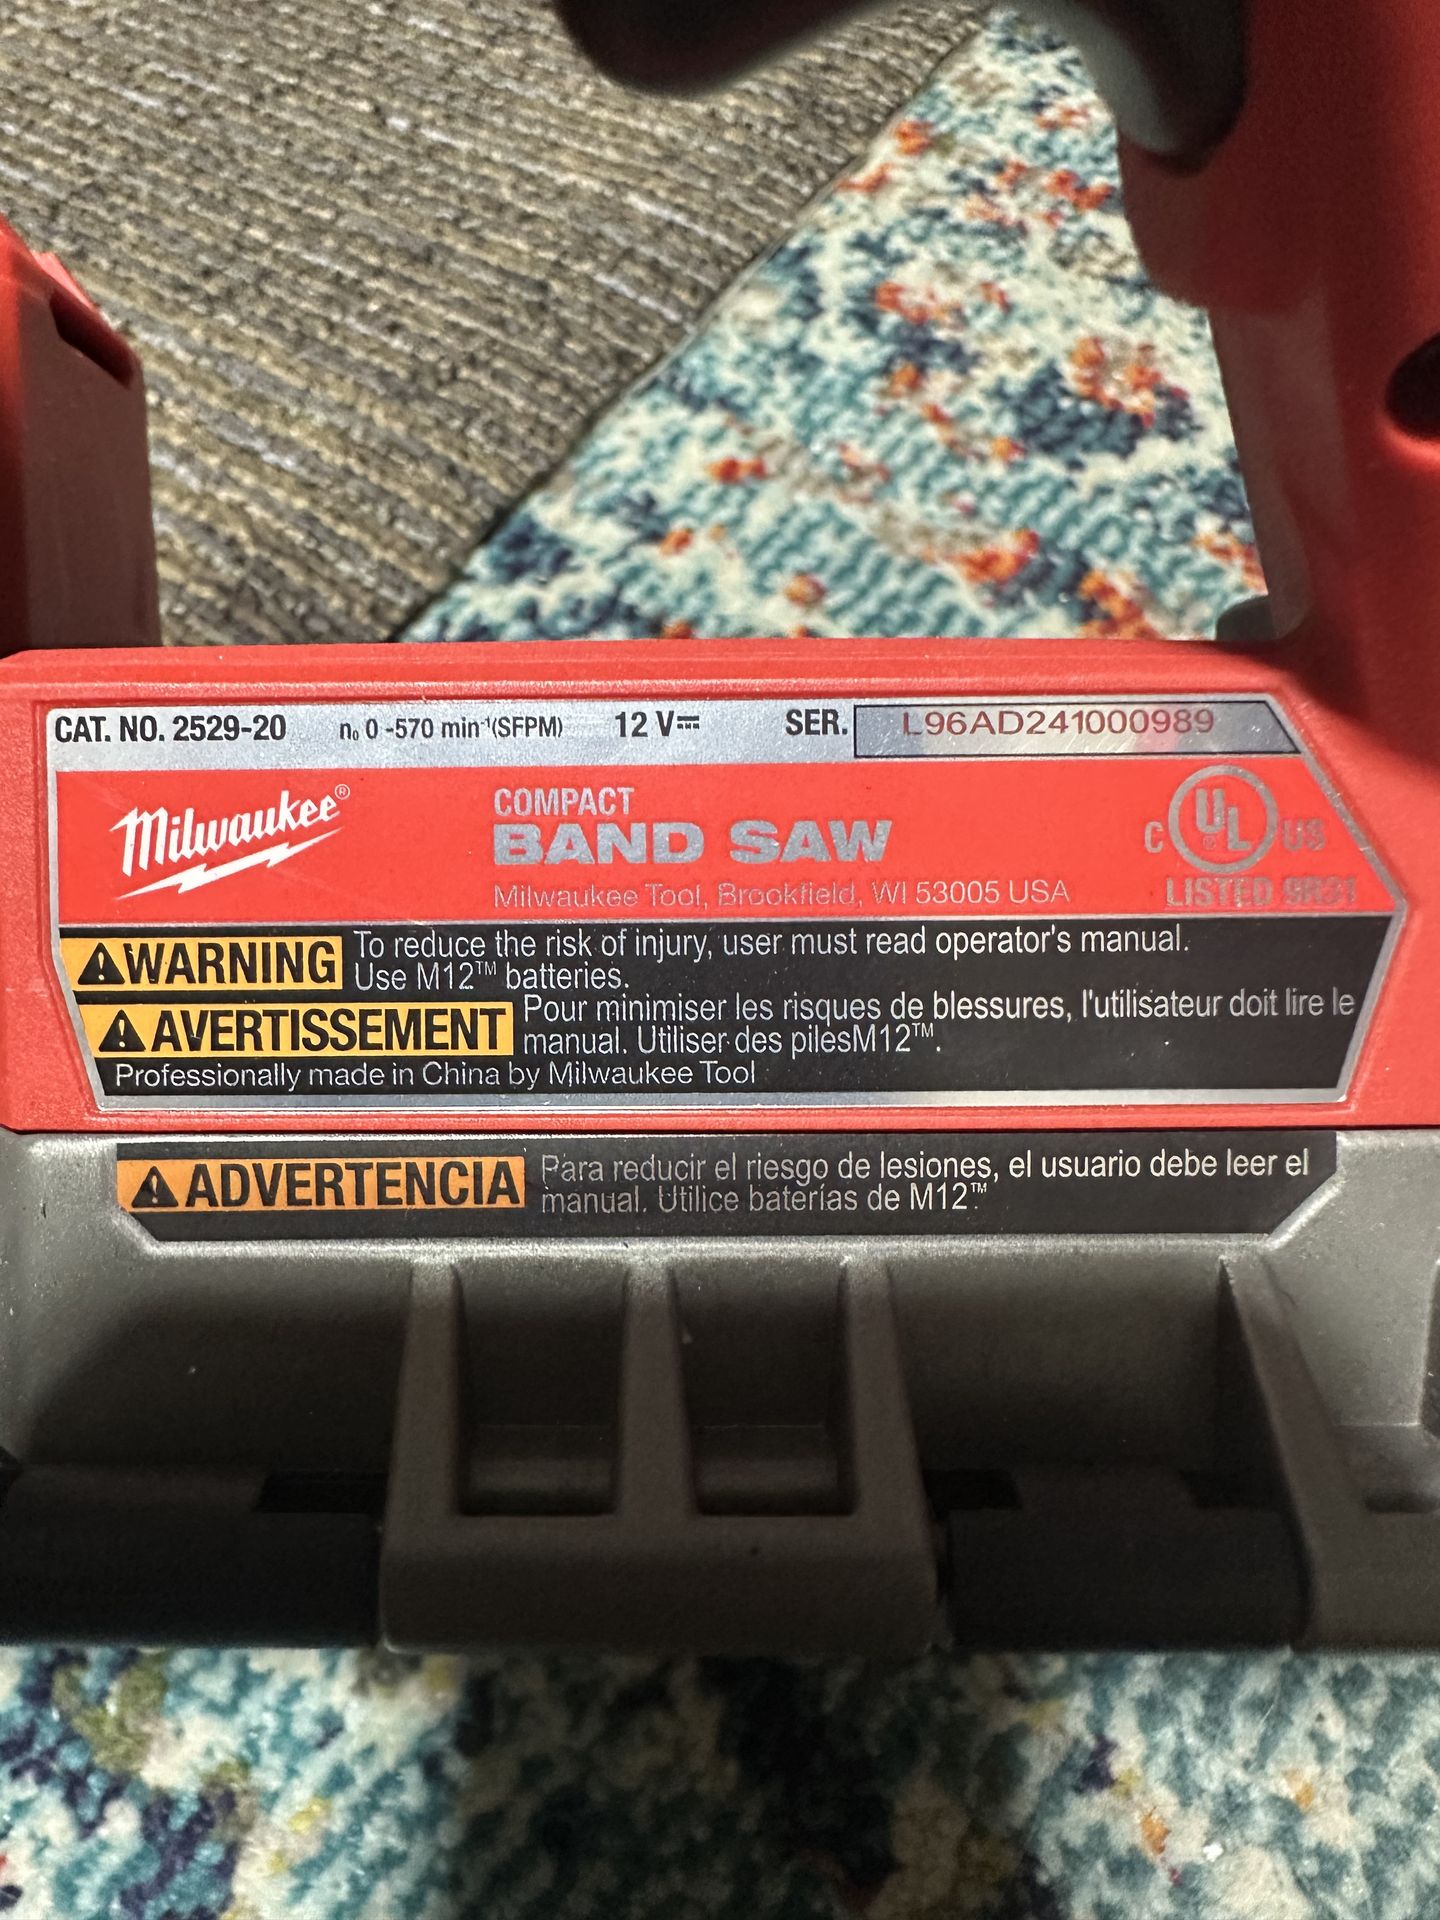 CAT. NO. 2529-20 n₀ 0 -570 min⁻¹(SFPM) 12 V⎓ SER. L96AD241000989
Milwaukee®
COMPACT
BAND SAW
Milwaukee Tool, Brookfield, WI 53005 USA
C UL US
LISTED 9R31
⚠WARNING To reduce the risk of injury, user must read operator's manual.
Use M12™ batteries.
⚠AVERTISSEMENT Pour minimiser les risques de blessures, l'utilisateur doit lire le
manual. Utiliser des pilesM12™.
Professionally made in China by Milwaukee Tool
⚠ADVERTENCIA Para reducir el riesgo de lesiones, el usuario debe leer el
manual. Utilice baterías de M12™